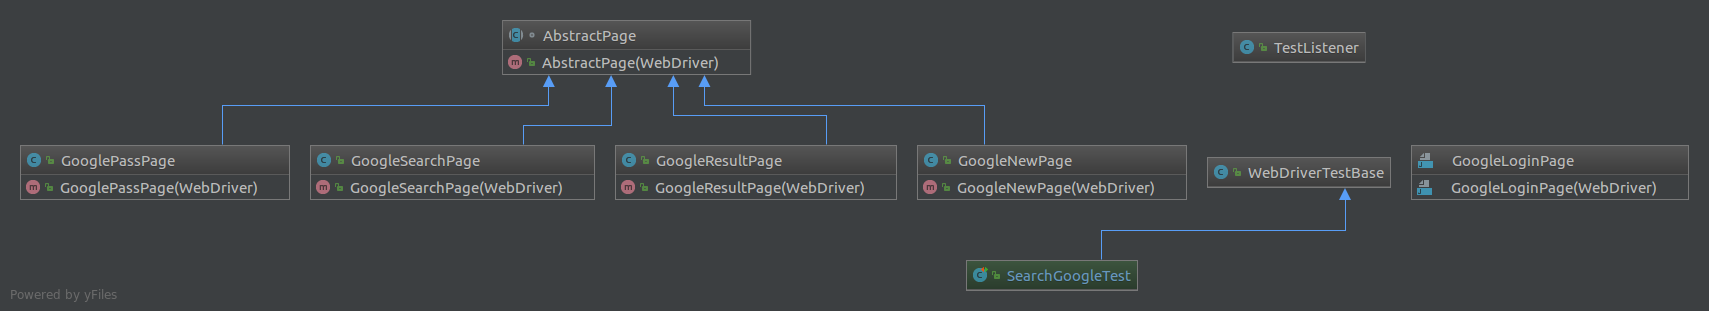 AbstractPage
AbstractPage(WebDriver)
TestListener
GooglePassPage
GooglePassPage(WebDriver)
GoogleSearchPage
GoogleSearchPage(WebDriver)
GoogleResultPage
GoogleResultPage(WebDriver)
GoogleNewPage
GoogleNewPage(WebDriver)
WebDriverTestBase
GoogleLoginPage
GoogleLoginPage(WebDriver)
SearchGoogleTest
Powered by yFiles